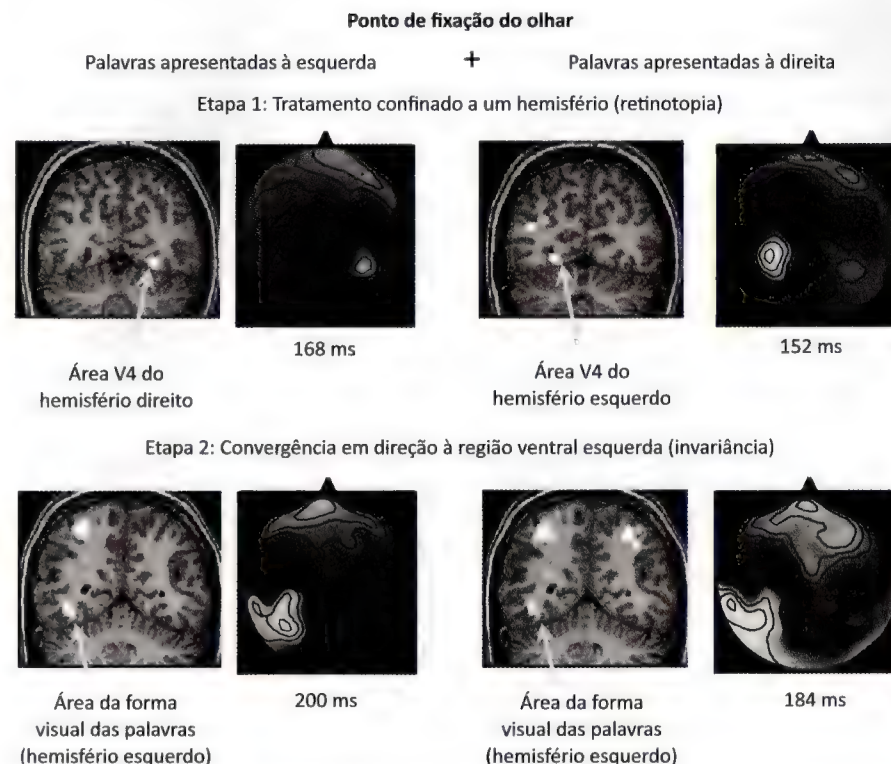 Ponto de fixação do olhar
Palavras apresentadas à esquerda + Palavras apresentadas à direita
Etapa 1: Tratamento confinado a um hemisfério (retinotopia)
168 ms
152 ms
Área V4 do
hemisfério direito
Área V4 do
hemisfério esquerdo
Etapa 2: Convergência em direção à região ventral esquerda (invariância)
200 ms
184 ms
Área da forma
visual das palavras
(hemisfério esquerdo)
Área da forma
visual das palavras
(hemisfério esquerdo)